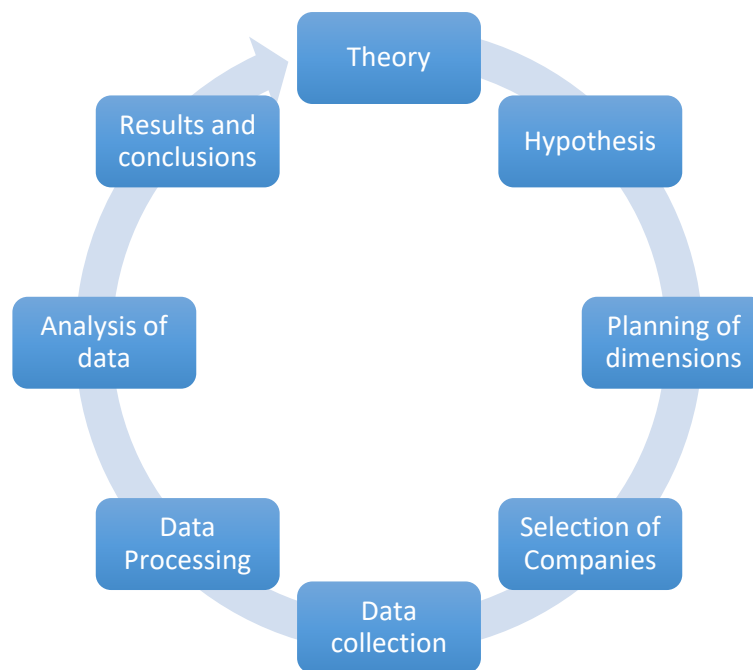 Theory
Hypothesis
Planning of
dimensions
Selection of
Companies
Data
collection
Data
Processing
Analysis of
data
Results and
conclusions